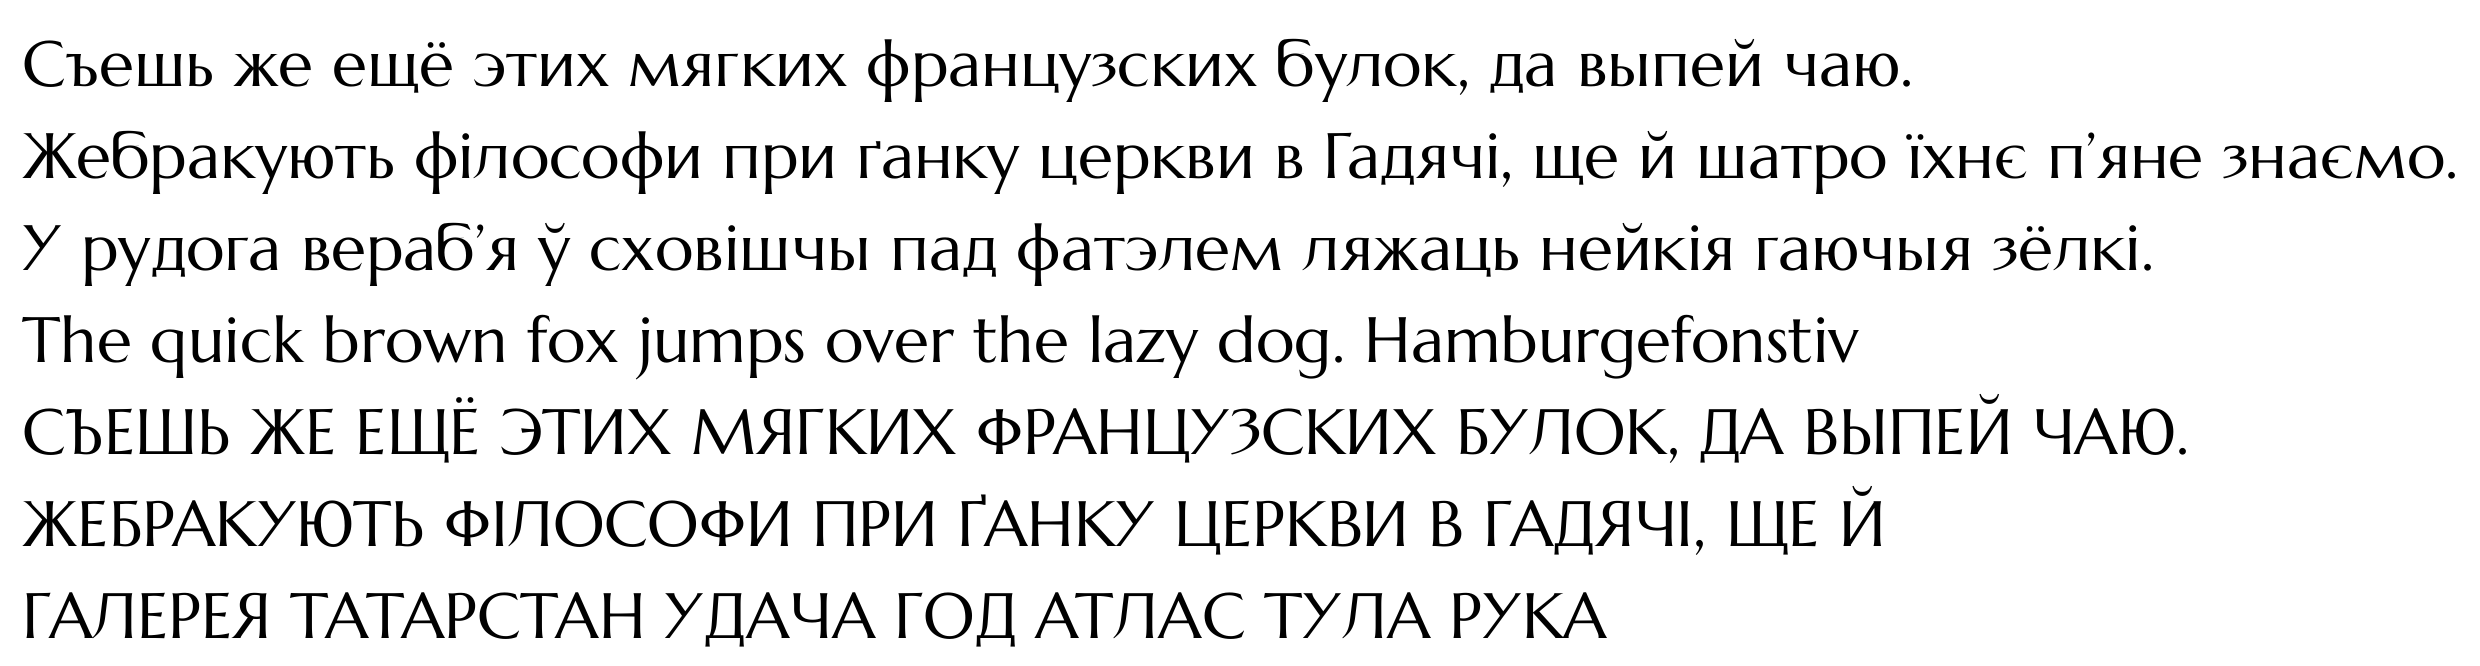 Съешь же ещё этих мягких французских булок, да выпей чаю.
Жебракують філософи при ґанку церкви в Гадячі, ще й шатро їхнє п’яне знаємо.
У рудога вераб’я ў сховішчы пад фатэлем ляжаць нейкія гаючыя зёлкі.
The quick brown fox jumps over the lazy dog. Hamburgefonstiv
СЪЕШЬ ЖЕ ЕЩЁ ЭТИХ МЯГКИХ ФРАНЦУЗСКИХ БУЛОК, ДА ВЫПЕЙ ЧАЮ.
ЖЕБРАКУЮТЬ ФІЛОСОФИ ПРИ ҐАНКУ ЦЕРКВИ В ГАДЯЧІ, ЩЕ Й
ГАЛЕРЕЯ ТАТАРСТАН УДАЧА ГОД АТЛАС ТУЛА РУКА